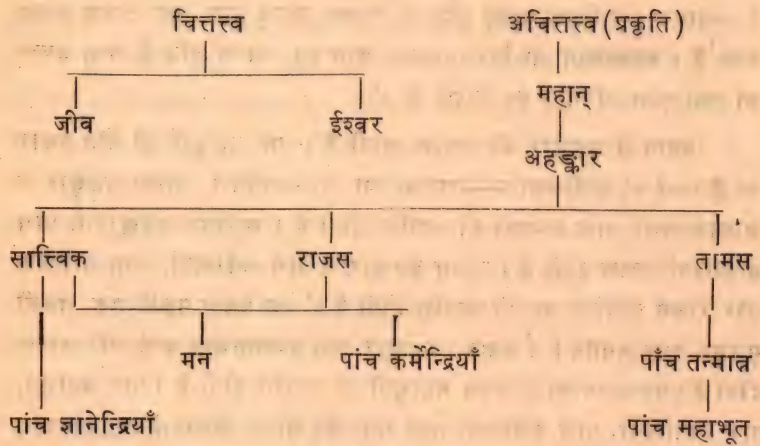 चित्तत्त्व अचित्तत्त्व (प्रकृति)
जीव ईश्वर महान्
अहङ्कार
सात्त्विक राजस तामस
मन पांच कर्मेन्द्रियाँ पाँच तन्मात्र
पांच ज्ञानेन्द्रियाँ पांच महाभूत